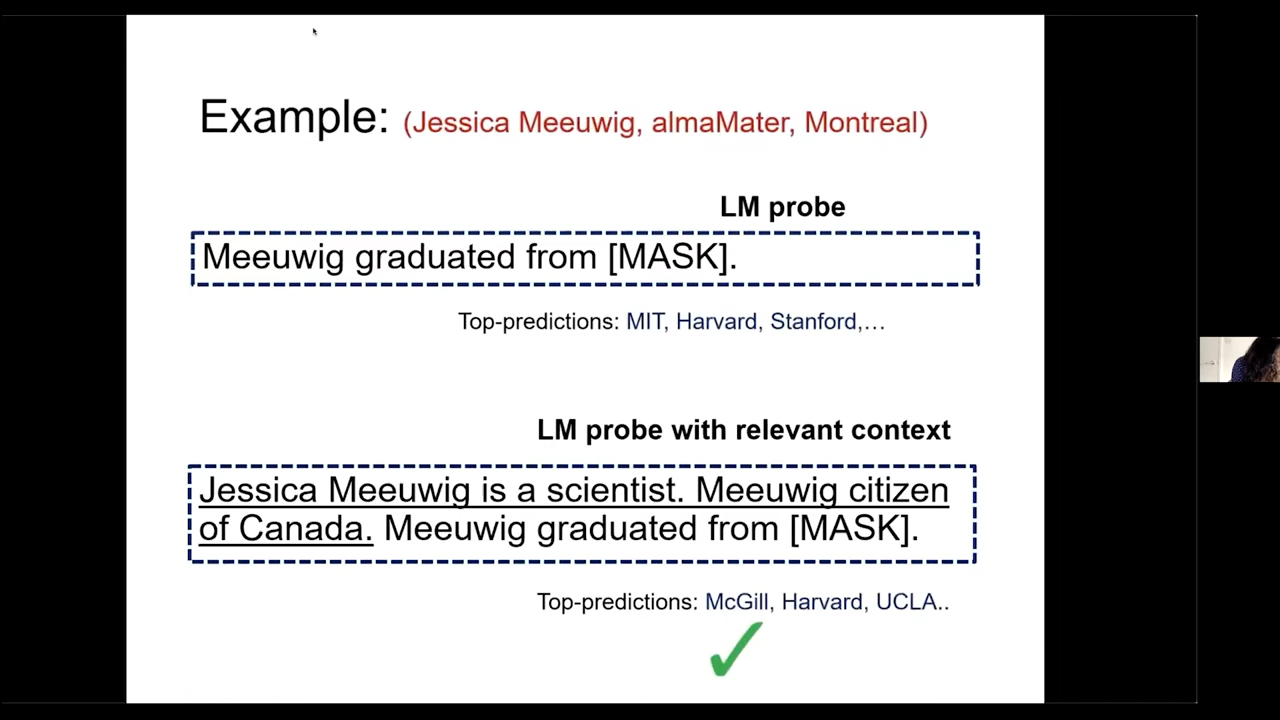 Example: (Jessica Meeuwig, almaMater, Montreal)
LM probe
Meeuwig graduated from [MASK].
Top-predictions: MIT, Harvard, Stanford,…
LM probe with relevant context
Jessica Meeuwig is a scientist. Meeuwig citizen
of Canada. Meeuwig graduated from [MASK].
Top-predictions: McGill, Harvard, UCLA..